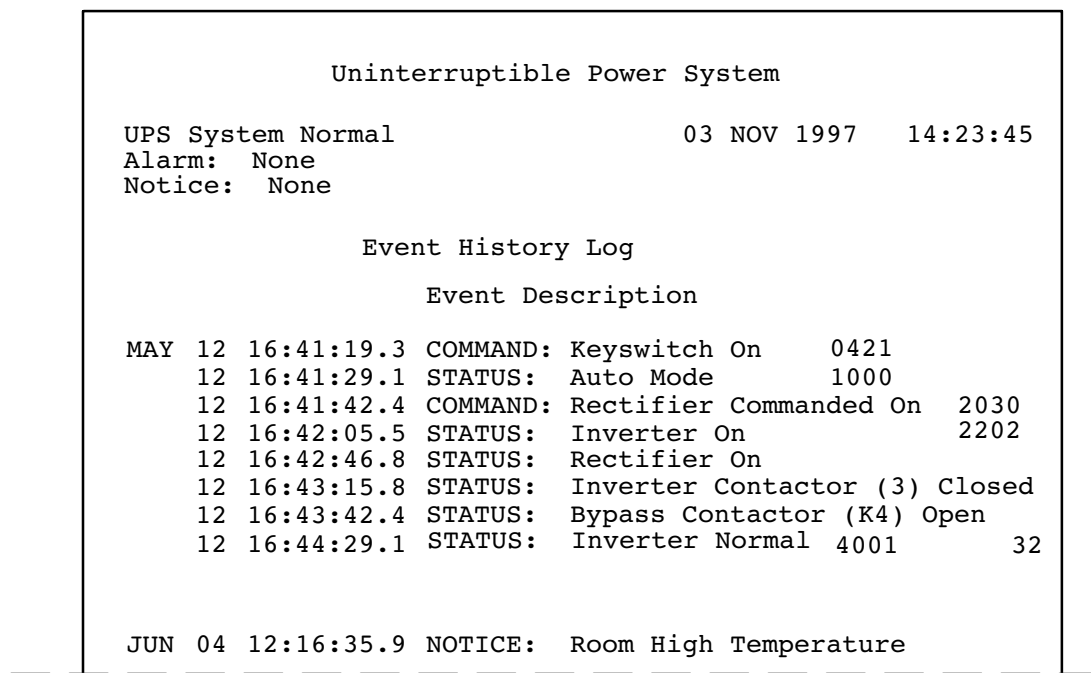 Uninterruptible Power System
UPS System Normal 03 NOV 1997 14:23:45
Alarm: None
Notice: None
Event History Log
Event Description
MAY 12 16:41:19.3 COMMAND: Keyswitch On 0421
12 16:41:29.1 STATUS: Auto Mode 1000
12 16:41:42.4 COMMAND: Rectifier Commanded On 2030
12 16:42:05.5 STATUS: Inverter On 2202
12 16:42:46.8 STATUS: Rectifier On
12 16:43:15.8 STATUS: Inverter Contactor (3) Closed
12 16:43:42.4 STATUS: Bypass Contactor (K4) Open
12 16:44:29.1 STATUS: Inverter Normal 4001 32
JUN 04 12:16:35.9 NOTICE: Room High Temperature